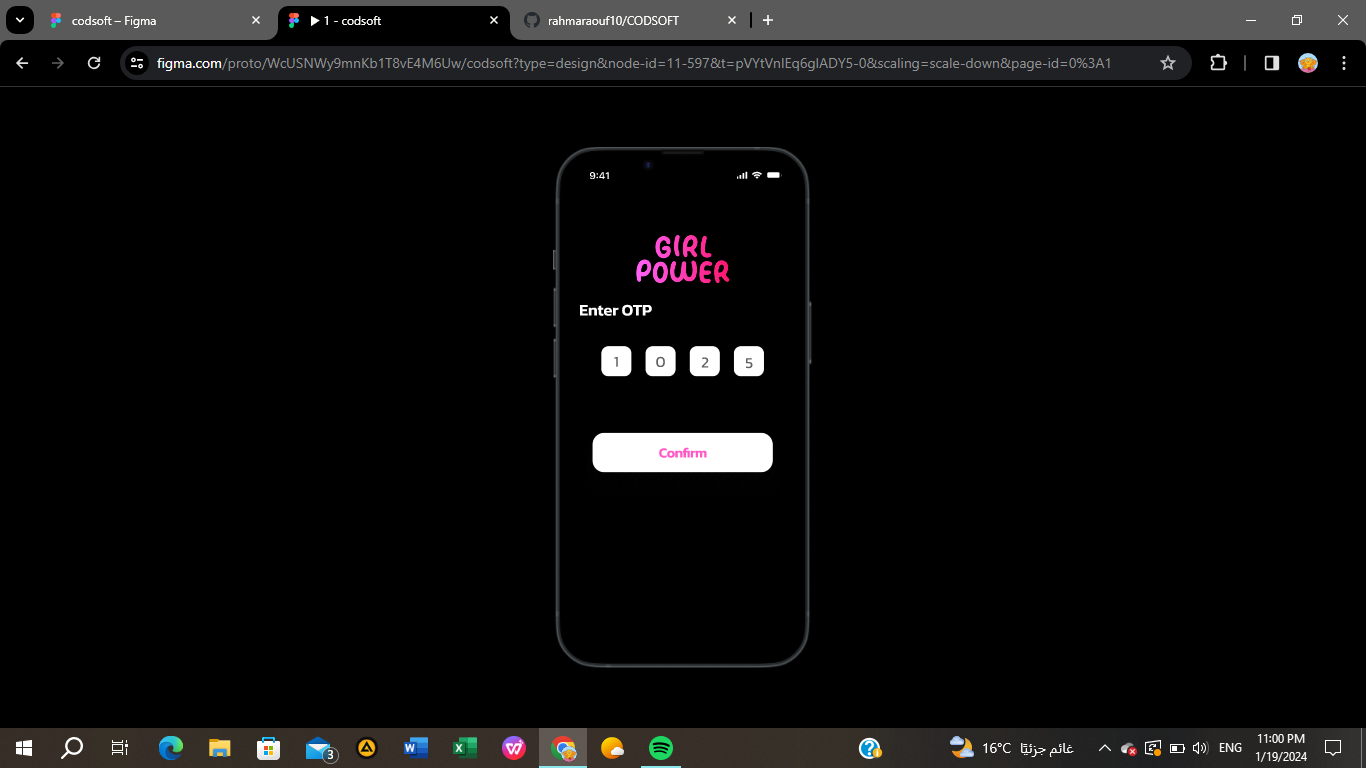 codsoft – Figma
1 - codsoft
rahmaraouf10/CODSOFT
figma.com/proto/WcUSNWy9mnKb1T8vE4M6Uw/codsoft?type=design&node-id=11-597&t=pVYtVnlEq6glADY5-0&scaling=scale-down&page-id=0%3A1
9:41
GIRL
POWER
Enter OTP
1 0 2 5
Confirm
3
16°C غائم جزئيًا
ENG
11:00 PM
1/19/2024